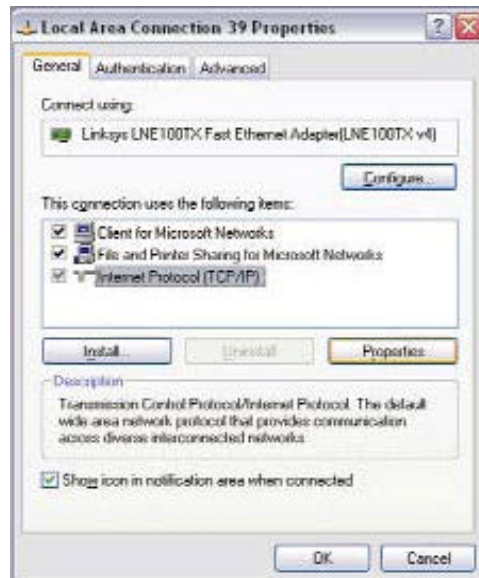 Local Area Connection 39 Properties
General Authentication Advanced
Connect using:
Linksys LNE100TX Fast Ethernet Adapter(LNE100TX v4)
Configure...
This connection uses the following items:
Client for Microsoft Networks
File and Printer Sharing for Microsoft Networks
Internet Protocol (TCP/IP)
Install... Uninstall Properties
Description
Transmission Control Protocol/Internet Protocol. The default
wide area network protocol that provides communication
across diverse interconnected networks.
Show icon in notification area when connected
OK Cancel